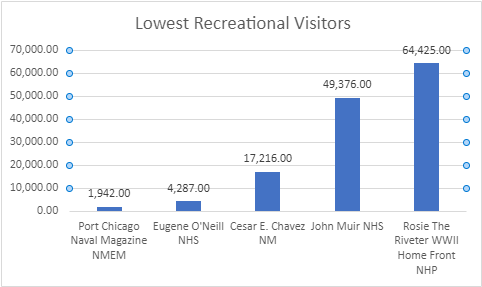 Lowest Recreational Visitors
70,000.00
60,000.00
50,000.00
40,000.00
30,000.00
20,000.00
10,000.00
0.00
1,942.00
4,287.00
17,216.00
49,376.00
64,425.00
Port Chicago
Naval Magazine
NMEM
Eugene O'Neill
NHS
Cesar E. Chavez
NM
John Muir NHS
Rosie The
Riveter WWII
Home Front
NHP